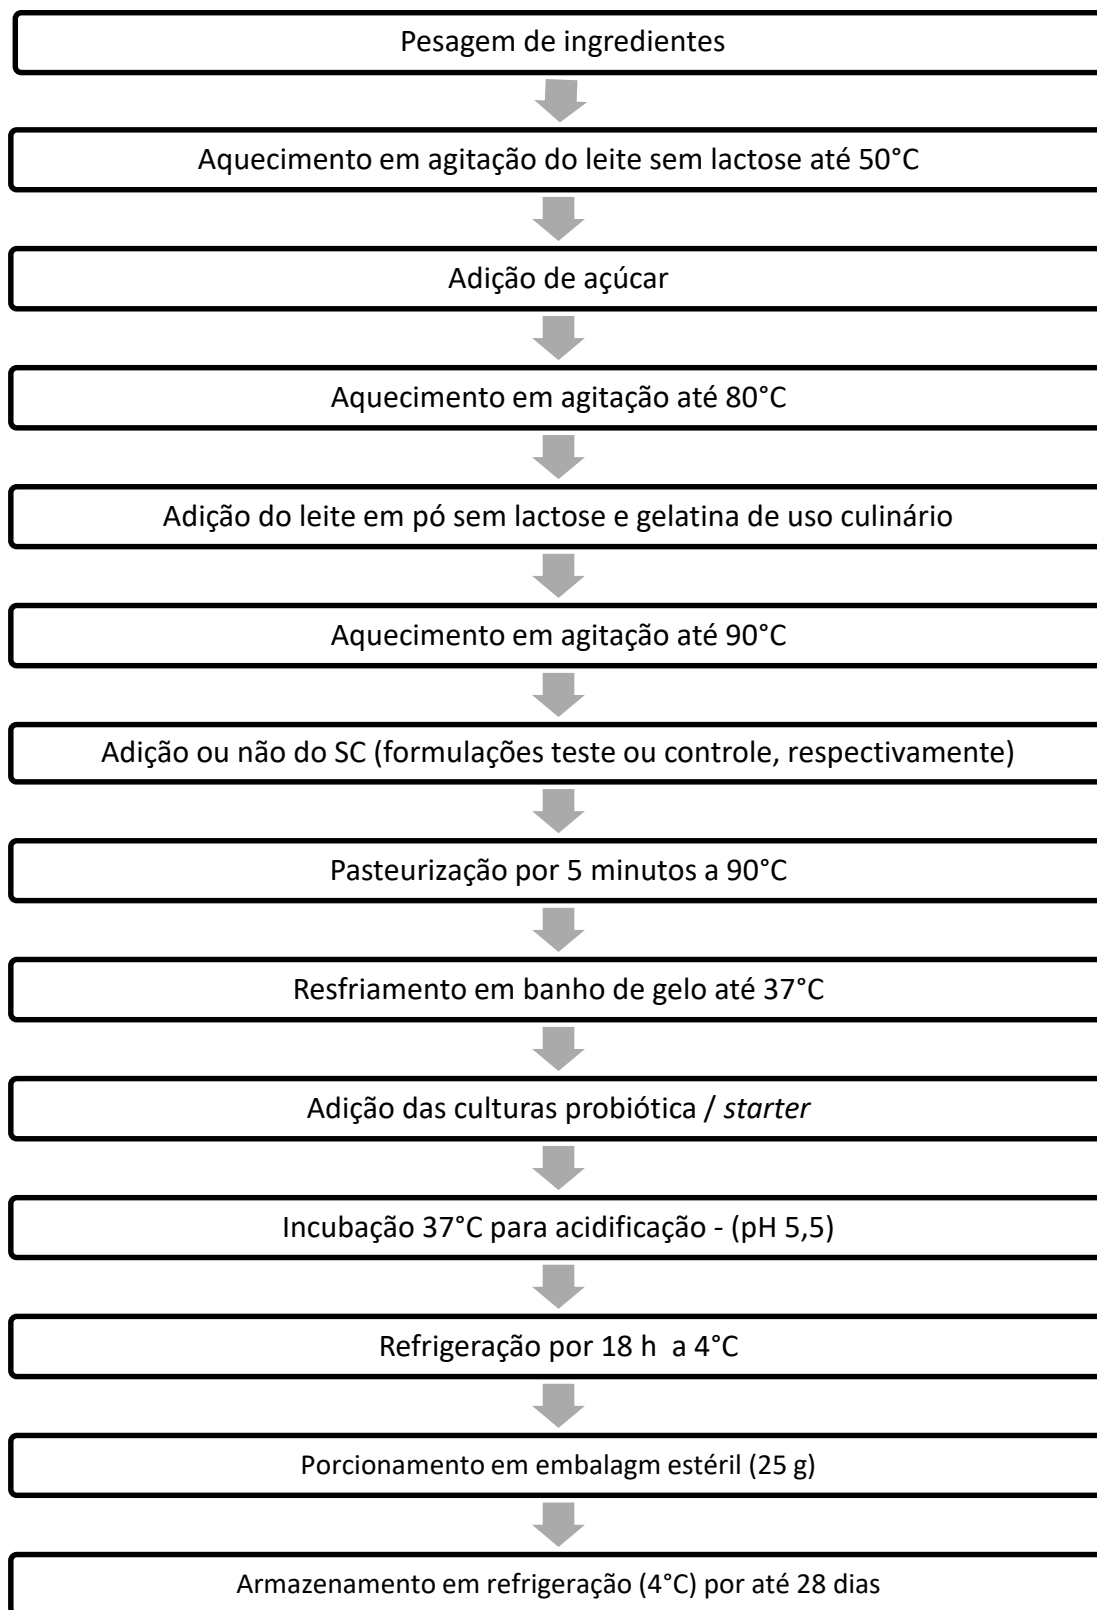 Pesagem de ingredientes
Aquecimento em agitação do leite sem lactose até 50°C
Adição de açúcar
Aquecimento em agitação até 80°C
Adição do leite em pó sem lactose e gelatina de uso culinário
Aquecimento em agitação até 90°C
Adição ou não do SC (formulações teste ou controle, respectivamente)
Pasteurização por 5 minutos a 90°C
Resfriamento em banho de gelo até 37°C
Adição das culturas probiótica / starter
Incubação 37°C para acidificação - (pH 5,5)
Refrigeração por 18 h a 4°C
Porcionamento em embalagm estéril (25 g)
Armazenamento em refrigeração (4°C) por até 28 dias